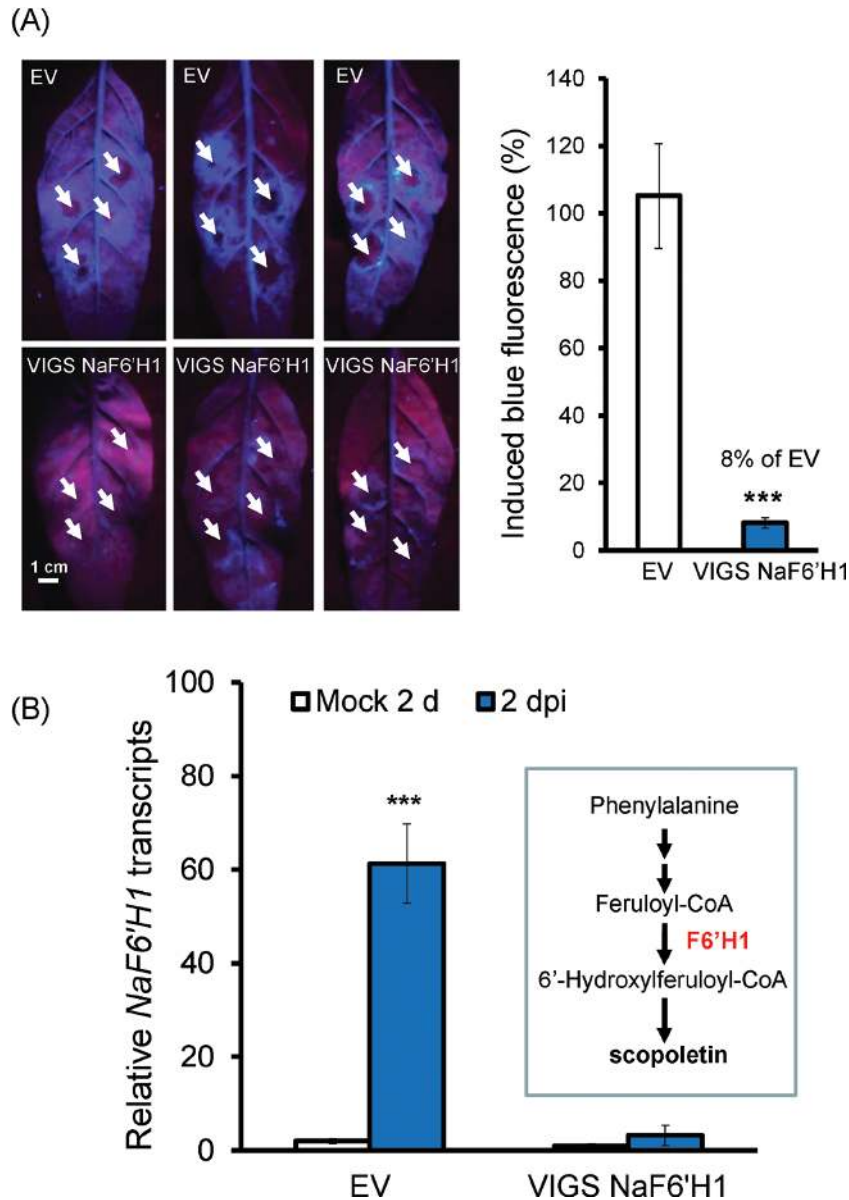 (A)
EV
EV
EV
VIGS NaF6'H1
VIGS NaF6'H1
VIGS NaF6'H1
1 cm
Induced blue fluorescence (%)
140
120
100
80
60
40
20
0
8% of EV
***
EV
VIGS NaF6'H1
(B)
Relative NaF6'H1 transcripts
100
80
60
40
20
0
Mock 2 d
2 dpi
***
Phenylalanine
Feruloyl-CoA
F6'H1
6'-Hydroxylferuloyl-CoA
scopoletin
EV
VIGS NaF6'H1